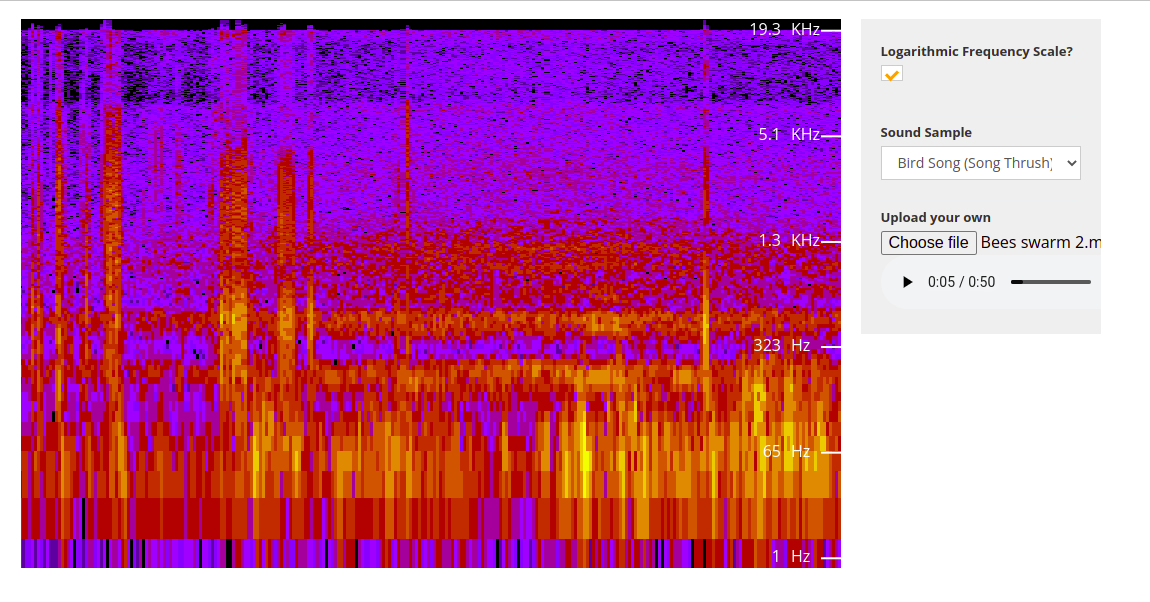 19.3 KHz
5.1 KHz
1.3 KHz
323 Hz
65 Hz
1 Hz
Logarithmic Frequency Scale?
Sound Sample
Bird Song (Song Thrush)
Upload your own
Choose file Bees swarm 2.m
0:05 / 0:50